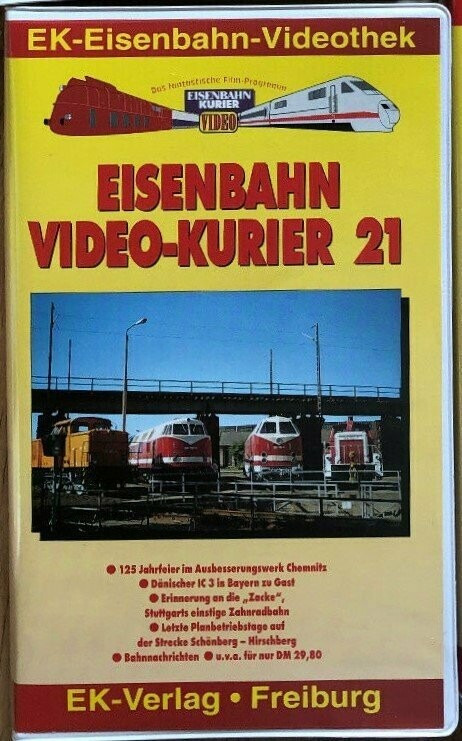 EK-Eisenbahn-Videothek
Das fantastische Film-Programm
EISENBAHN
KURIER
VIDEO
EISENBAHN
VIDEO-KURIER 21
● 125 Jahrfeier im Ausbesserungswerk Chemnitz
● Dänischer IC 3 in Bayern zu Gast
● Erinnerung an die „Zacke",
Stuttgarts einstige Zahnradbahn
● Letzte Planbetriebstage auf
der Strecke Schönberg – Hirschberg
● Bahnnachrichten ● u.v.a. für nur DM 29,80
EK-Verlag • Freiburg